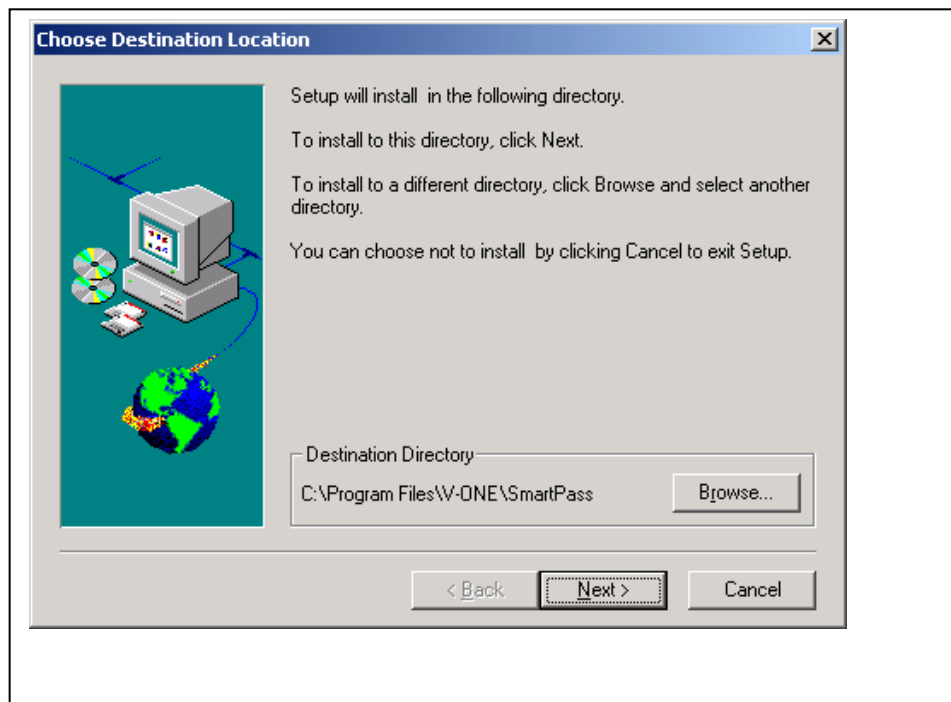 Choose Destination Location
Setup will install in the following directory.
To install to this directory, click Next.
To install to a different directory, click Browse and select another
directory.
You can choose not to install by clicking Cancel to exit Setup.
Destination Directory
C:\Program Files\V-ONE\SmartPass
Browse...
< Back
Next >
Cancel